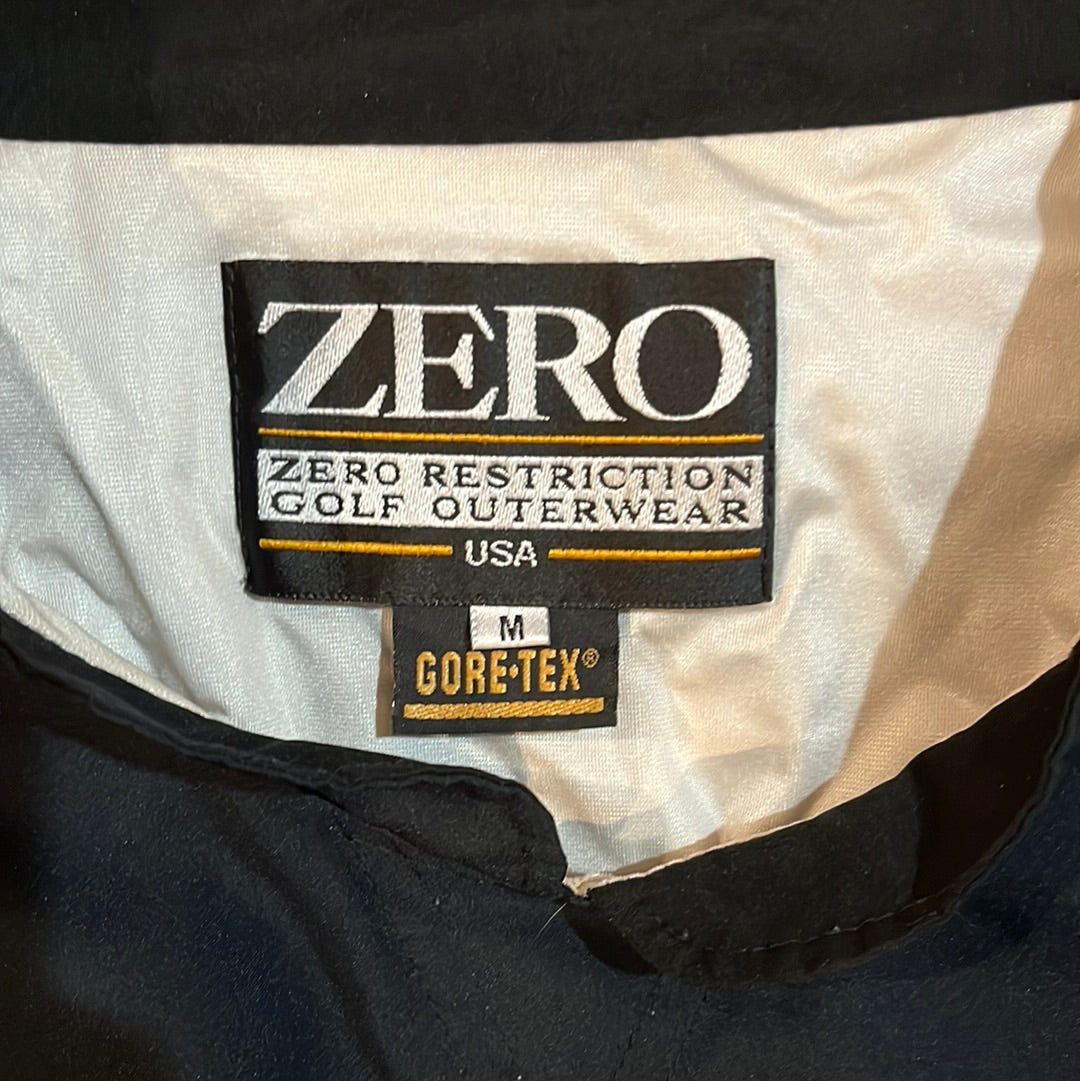 ZERO
ZERO RESTRICTION
GOLF OUTERWEAR
USA
M
GORE·TEX®